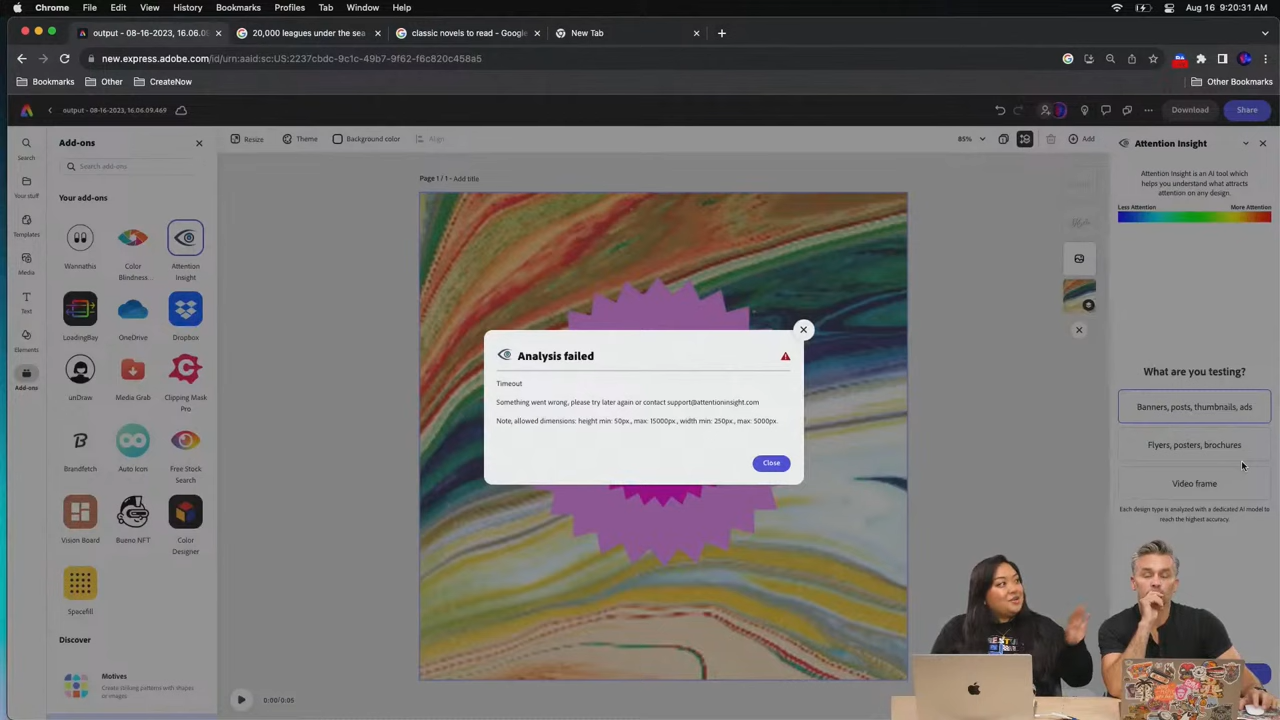 Chrome File Edit View History Bookmarks Profiles Tab Window Help Aug 16 9:20:31 AM
output - 08-16-2023, 16.06.0 20,000 leagues under the sea classic novels to read - Google New Tab
new.express.adobe.com/id/urn:aaid:sc:US:2237cbdc-9c1c-49b7-9f62-f6c820c458a5
Bookmarks Other CreateNow Other Bookmarks
output - 08-16-2023, 16.06.09.469 Download Share
Search
Your stuff
Templates
Media
Text
Elements
Add-ons
Add-ons
Search add-ons
Your add-ons
Wannathis Color Blindness... Attention Insight
LoadingBay OneDrive Dropbox
unDraw Media Grab Clipping Mask Pro
Brandfetch Auto Icon Free Stock Search
Vision Board Bueno NFT Color Designer
Spacefill
Discover
Motives
Create striking patterns with shapes or images
Resize Theme Background color Align 85% Add
Page 1 / 1 - Add title
Analysis failed
Timeout
Something went wrong, please try later again or contact support@attentioninsight.com
Note, allowed dimensions: height min: 50px., max: 15000px., width min: 250px., max: 5000px.
Close
0:00/0:05
Attention Insight
Attention Insight is an AI tool which
helps you understand what attracts
attention on any design.
Less Attention More Attention
What are you testing?
Banners, posts, thumbnails, ads
Flyers, posters, brochures
Video frame
Each design type is analyzed with a dedicated AI model to
reach the highest accuracy.